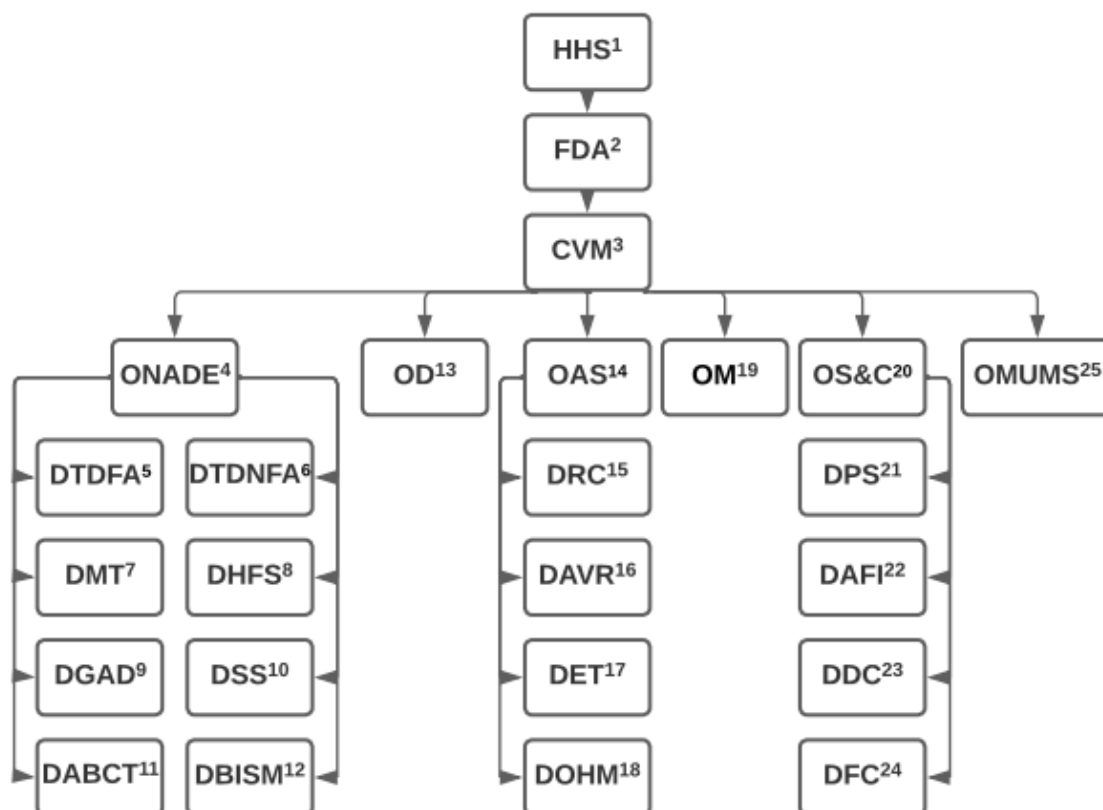 HHS¹
FDA²
CVM³
ONADE⁴ OD¹³ OAS¹⁴ OM¹⁹ OS&C²⁰ OMUMS²⁵
DTDFA⁵ DTDNFA⁶ DRC¹⁵ DPS²¹
DMT⁷ DHFS⁸ DAVR¹⁶ DAFI²²
DGAD⁹ DSS¹⁰ DET¹⁷ DDC²³
DABCT¹¹ DBISM¹² DOHM¹⁸ DFC²⁴